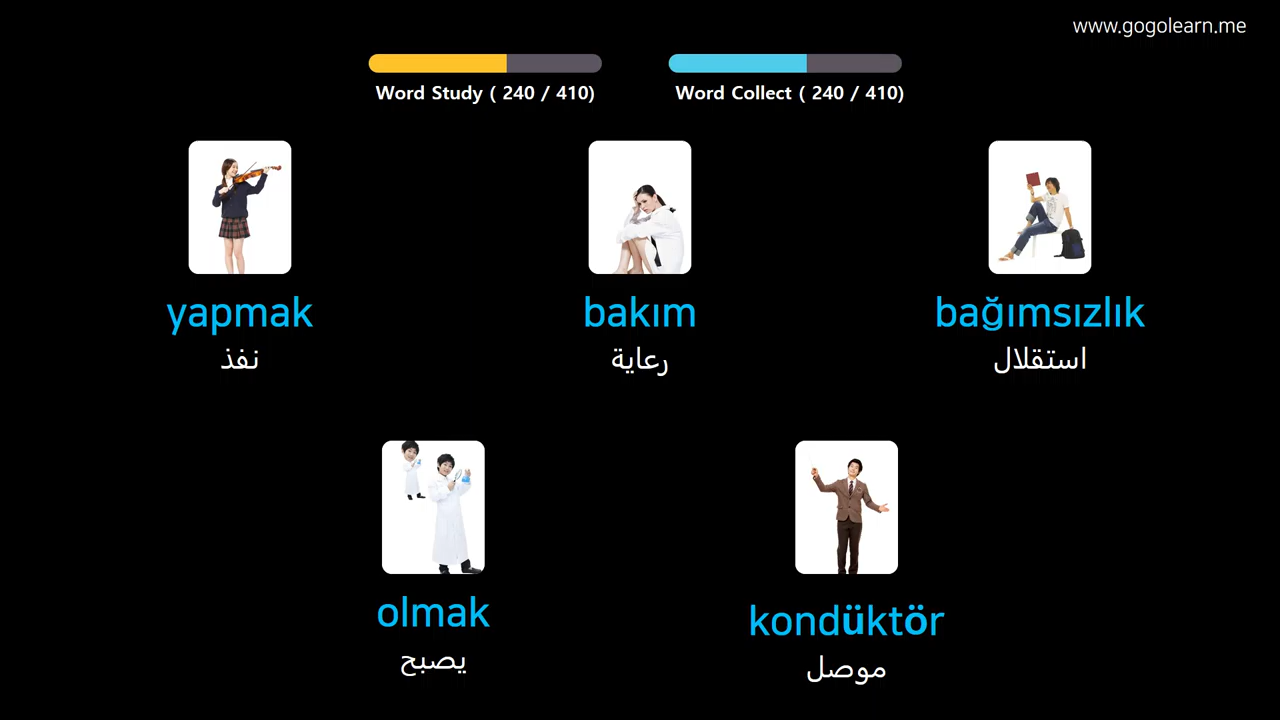 www.gogolearn.me
Word Study ( 240 / 410)
Word Collect ( 240 / 410)
yapmak
نفذ
bakım
رعاية
bağımsızlık
استقلال
olmak
يصبح
kondüktör
موصل